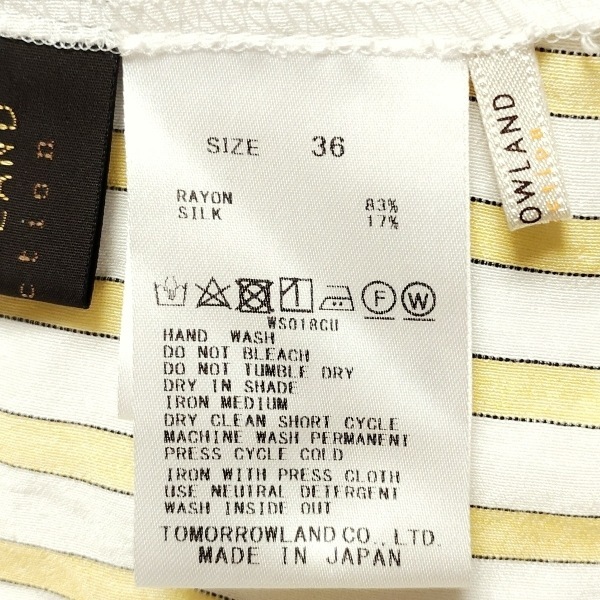 LAND
ction
OWLAND
SIZE 36
RAYON 83%
SILK 17%
F W
WS018CU
HAND WASH
DO NOT BLEACH
DO NOT TUMBLE DRY
DRY IN SHADE
IRON MEDIUM
DRY CLEAN SHORT CYCLE
MACHINE WASH PERMANENT
PRESS CYCLE COLD
IRON WITH PRESS CLOTH
USE NEUTRAL DETERGENT
WASH INSIDE OUT
TOMORROWLAND CO., LTD.
MADE IN JAPAN